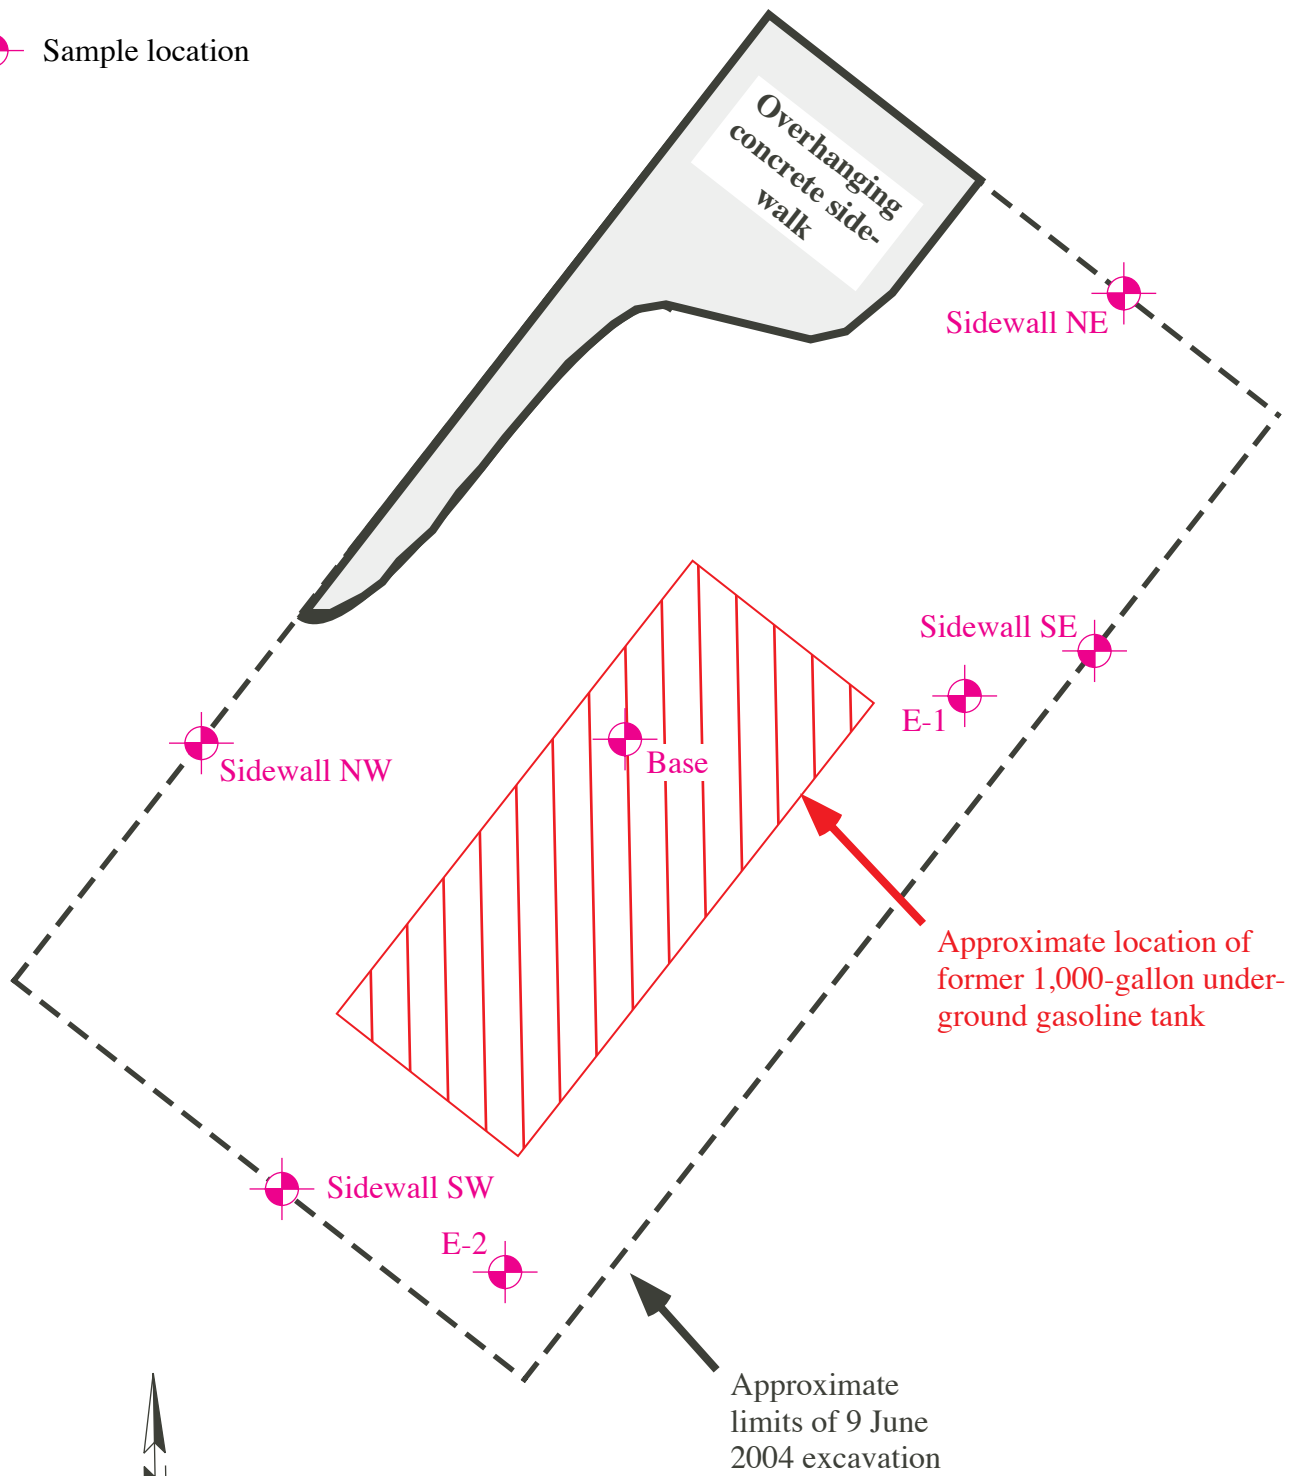 Sample location
Overhanging
concrete side-
walk
Sidewall NE
Sidewall SE
E-1
Sidewall NW
Base
Approximate location of
former 1,000-gallon under-
ground gasoline tank
Sidewall SW
E-2
Approximate
limits of 9 June
2004 excavation